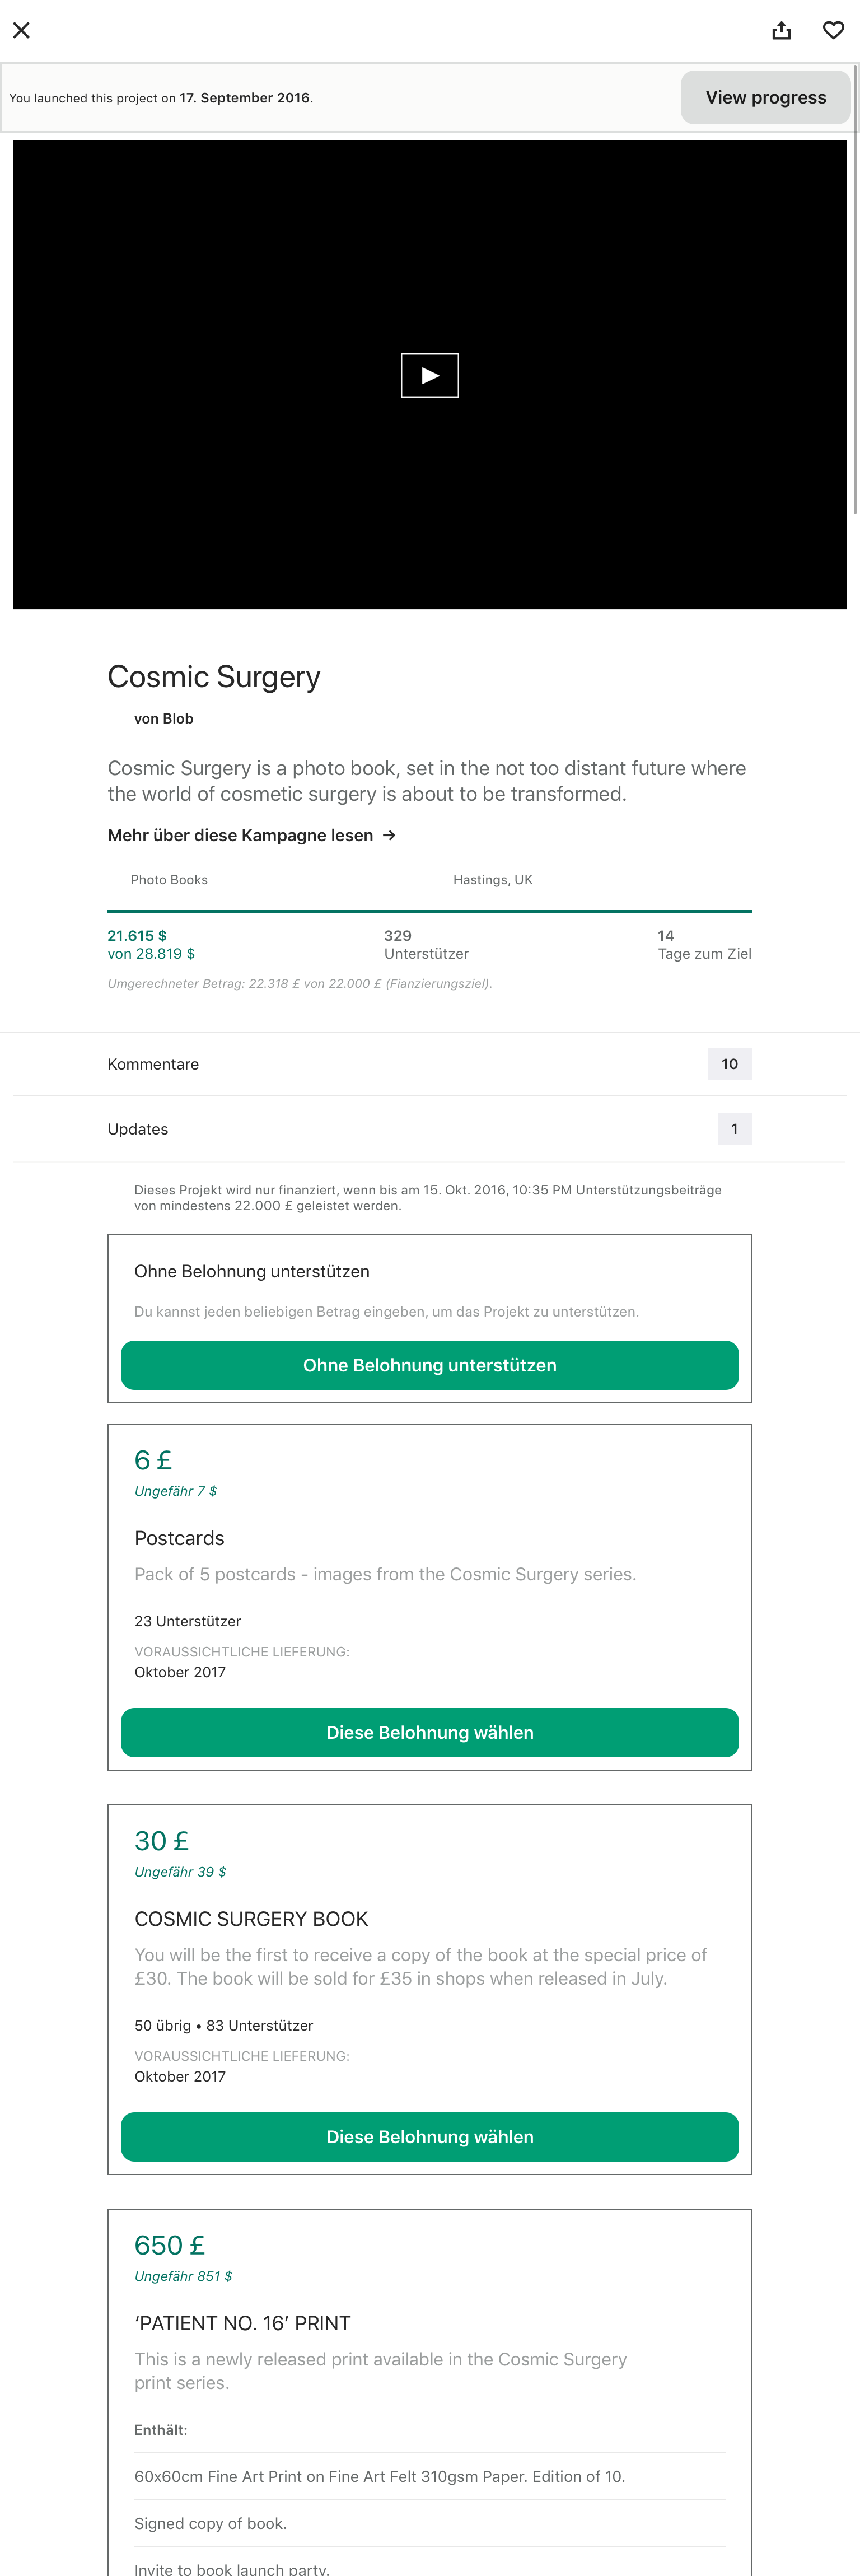 You launched this project on 17. September 2016.
View progress
Cosmic Surgery
von Blob
Cosmic Surgery is a photo book, set in the not too distant future where
the world of cosmetic surgery is about to be transformed.
Mehr über diese Kampagne lesen →
Photo Books
Hastings, UK
21.615 $
von 28.819 $
329
Unterstützer
14
Tage zum Ziel
Umgerechneter Betrag: 22.318 £ von 22.000 £ (Fianzierungsziel).
Kommentare
10
Updates
1
Dieses Projekt wird nur finanziert, wenn bis am 15. Okt. 2016, 10:35 PM Unterstützungsbeiträge
von mindestens 22.000 £ geleistet werden.
Ohne Belohnung unterstützen
Du kannst jeden beliebigen Betrag eingeben, um das Projekt zu unterstützen.
Ohne Belohnung unterstützen
6 £
Ungefähr 7 $
Postcards
Pack of 5 postcards - images from the Cosmic Surgery series.
23 Unterstützer
VORAUSSICHTLICHE LIEFERUNG:
Oktober 2017
Diese Belohnung wählen
30 £
Ungefähr 39 $
COSMIC SURGERY BOOK
You will be the first to receive a copy of the book at the special price of
£30. The book will be sold for £35 in shops when released in July.
50 übrig • 83 Unterstützer
VORAUSSICHTLICHE LIEFERUNG:
Oktober 2017
Diese Belohnung wählen
650 £
Ungefähr 851 $
‘PATIENT NO. 16’ PRINT
This is a newly released print available in the Cosmic Surgery
print series.
Enthält:
60x60cm Fine Art Print on Fine Art Felt 310gsm Paper. Edition of 10.
Signed copy of book.
Invite to book launch party.